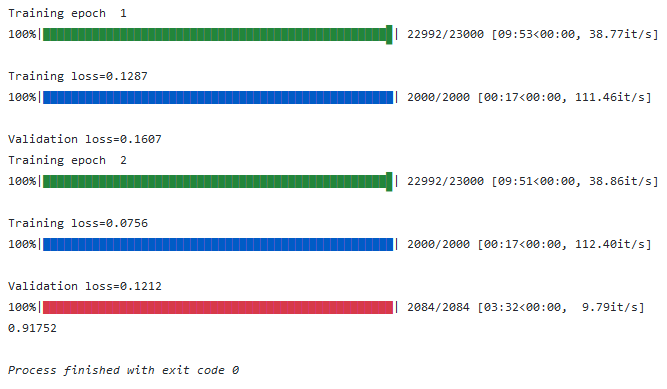 Training epoch  1
100%|██████████| 22992/23000 [09:53<00:00, 38.77it/s]
Training loss=0.1287
100%|██████████| 2000/2000 [00:17<00:00, 111.46it/s]
Validation loss=0.1607
Training epoch  2
100%|██████████| 22992/23000 [09:51<00:00, 38.86it/s]
Training loss=0.0756
100%|██████████| 2000/2000 [00:17<00:00, 112.40it/s]
Validation loss=0.1212
100%|██████████| 2084/2084 [03:32<00:00,  9.79it/s]
0.91752
Process finished with exit code 0